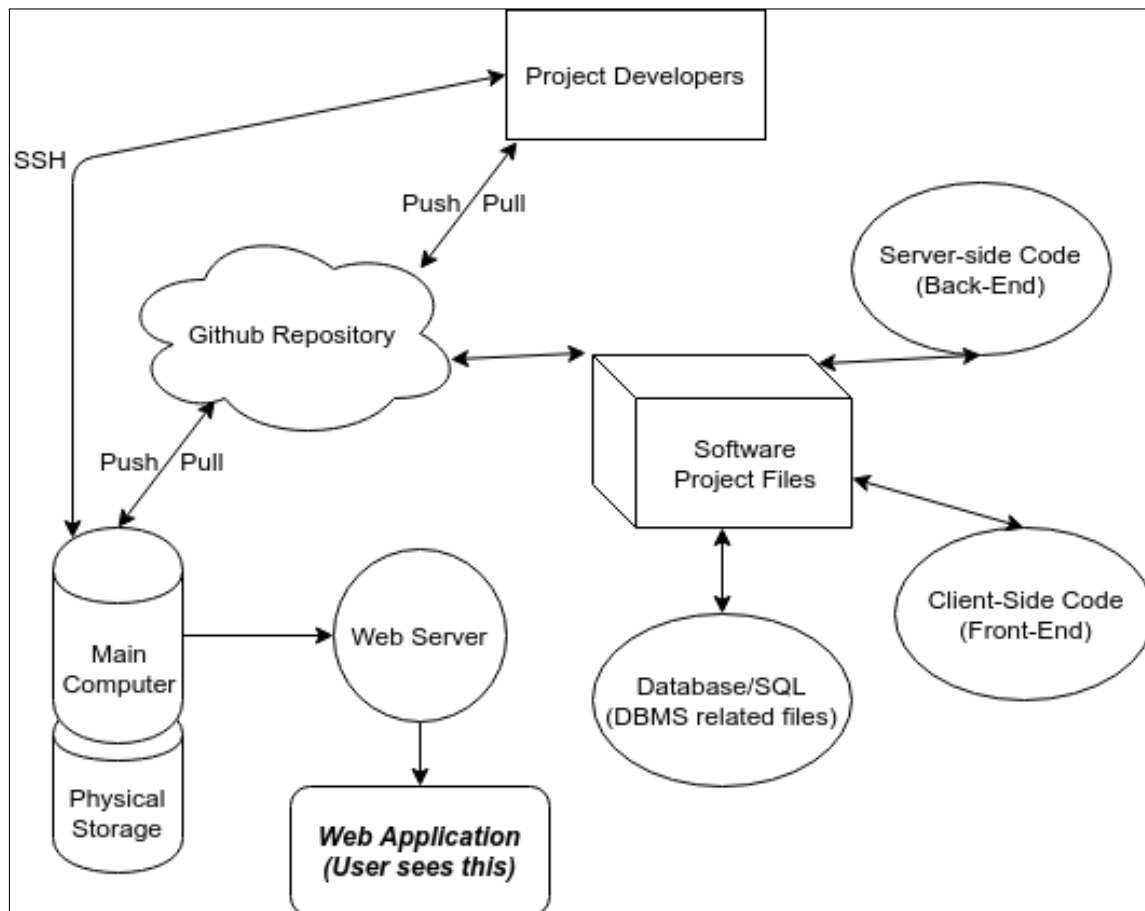 Project Developers
SSH
Push
Pull
Server-side Code
(Back-End)
Github Repository
Push
Pull
Software
Project Files
Client-Side Code
(Front-End)
Web Server
Main
Computer
Database/SQL
(DBMS related files)
Physical
Storage
Web Application
(User sees this)